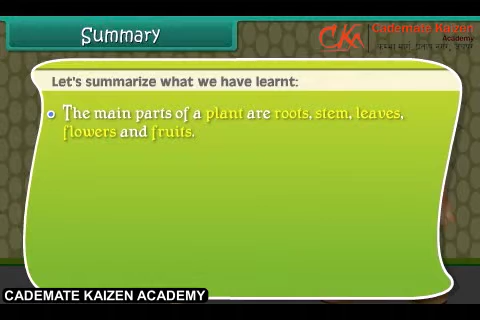 Summary
Cademate Kaizen
Academy
Let's summarize what we have learnt:
The main parts of a plant are roots, stem, leaves,
flowers and fruits.
CADEMATE KAIZEN ACADEMY